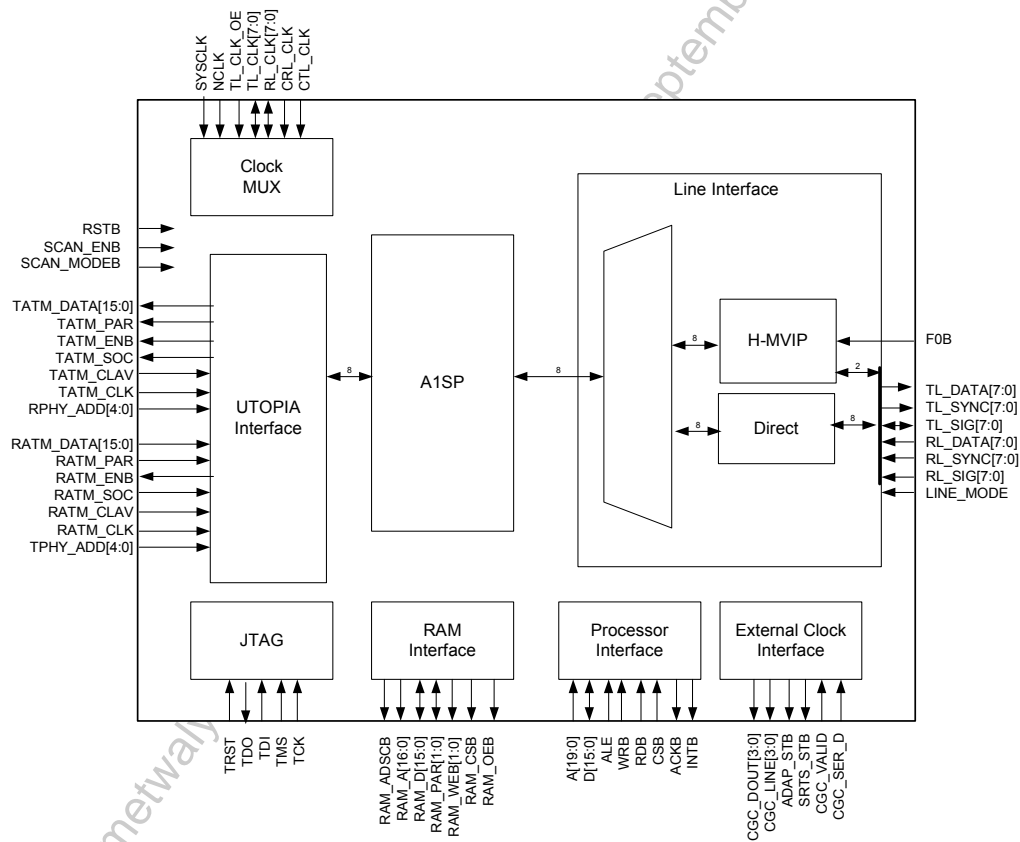 SYSCLK
NCLK
TL_CLK_OE
TL_CLK[7:0]
RL_CLK[7:0]
CRL_CLK
CTL_CLK
Clock
MUX
Line Interface
RSTB
SCAN_ENB
SCAN_MODEB
TATM_DATA[15:0]
TATM_PAR
TATM_ENB
TATM_SOC
TATM_CLAV
TATM_CLK
RPHY_ADD[4:0]
RATM_DATA[15:0]
RATM_PAR
RATM_ENB
RATM_SOC
RATM_CLAV
RATM_CLK
TPHY_ADD[4:0]
UTOPIA
Interface
8
A1SP
8
8
H-MVIP
2
8
Direct
8
F0B
TL_DATA[7:0]
TL_SYNC[7:0]
TL_SIG[7:0]
RL_DATA[7:0]
RL_SYNC[7:0]
RL_SIG[7:0]
LINE_MODE
JTAG
RAM
Interface
Processor
Interface
External Clock
Interface
TRST
TDO
TDI
TMS
TCK
RAM_ADSCB
RAM_A[16:0]
RAM_D[15:0]
RAM_PAR[1:0]
RAM_WEB[1:0]
RAM_CSB
RAM_OEB
A[19:0]
D[15:0]
ALE
WRB
RDB
CSB
ACKB
INTB
CGC_DOUT[3:0]
CGC_LINE[3:0]
ADAP_STB
SRTS_STB
CGC_VALID
CGC_SER_D